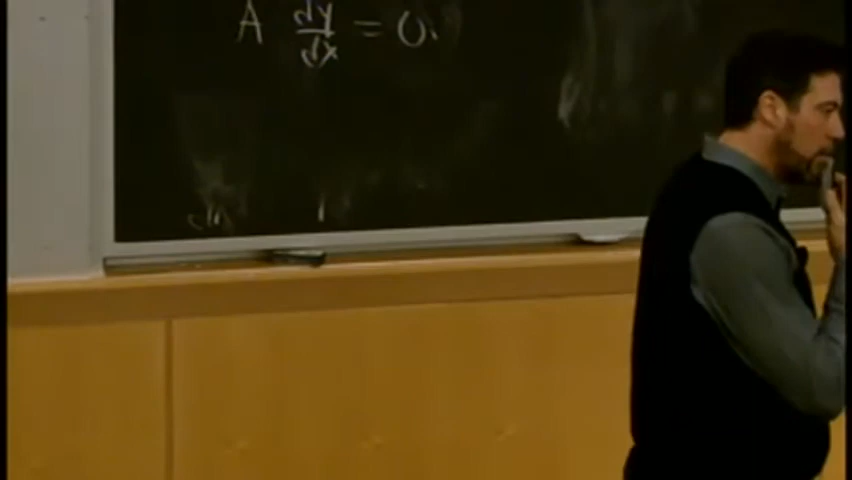 A dy/dx = 0.